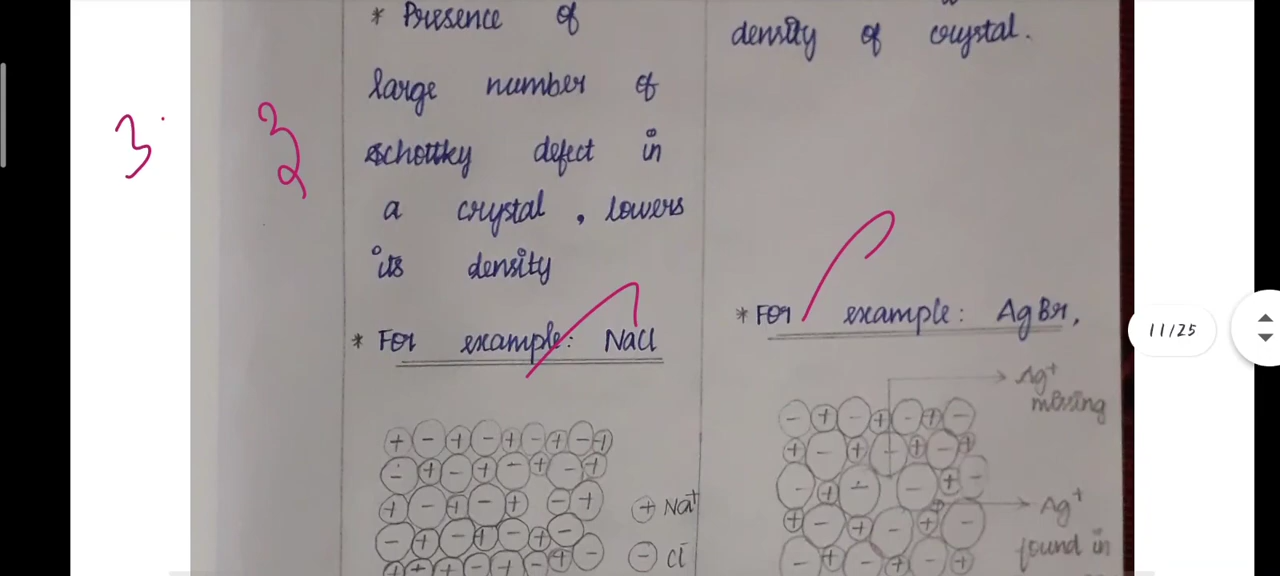 * Presence of
large number of
schottky defect in
a crystal, lowers
its density
* For example: NaCl
+ Na+
- Cl-
density of crystal.
* For example: AgBr,
Ag+
moving
Ag+
found in
3.
3
11/25